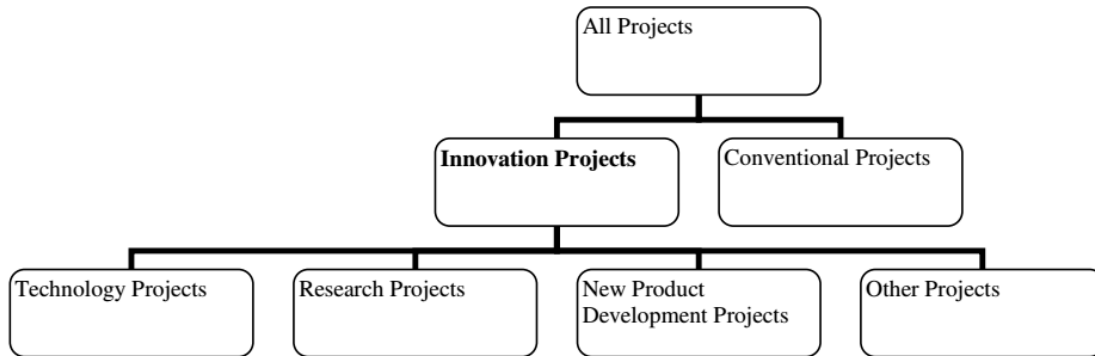 All Projects
Innovation Projects
Conventional Projects
Technology Projects
Research Projects
New Product
Development Projects
Other Projects